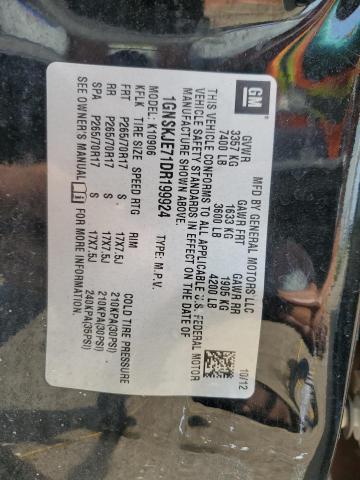 GM
MFD BY GENERAL MOTORS LLC 10/12
GVWR GAWR FRT GAWR RR
3357 KG 1633 KG 1905 KG
7400 LB 3600 LB 4200 LB
THIS VEHICLE CONFORMS TO ALL APPLICABLE U.S. FEDERAL MOTOR
VEHICLE SAFETY STANDARDS IN EFFECT ON THE DATE OF
MANUFACTURE SHOWN ABOVE.
1GNSKJE71DR199924 TYPE: M.P.V.
MODEL: K10906
KFLK TIRE SIZE SPEED RTG RIM COLD TIRE PRESSURE
FRT P265/70R17 S 17X7.5J 210KPA(30PSI)
RR P265/70R17 S 17X7.5J 210KPA(30PSI)
SPA P265/70R17 S 17X7.5J 240KPA(35PSI)
SEE OWNER'S MANUAL i FOR MORE INFORMATION.